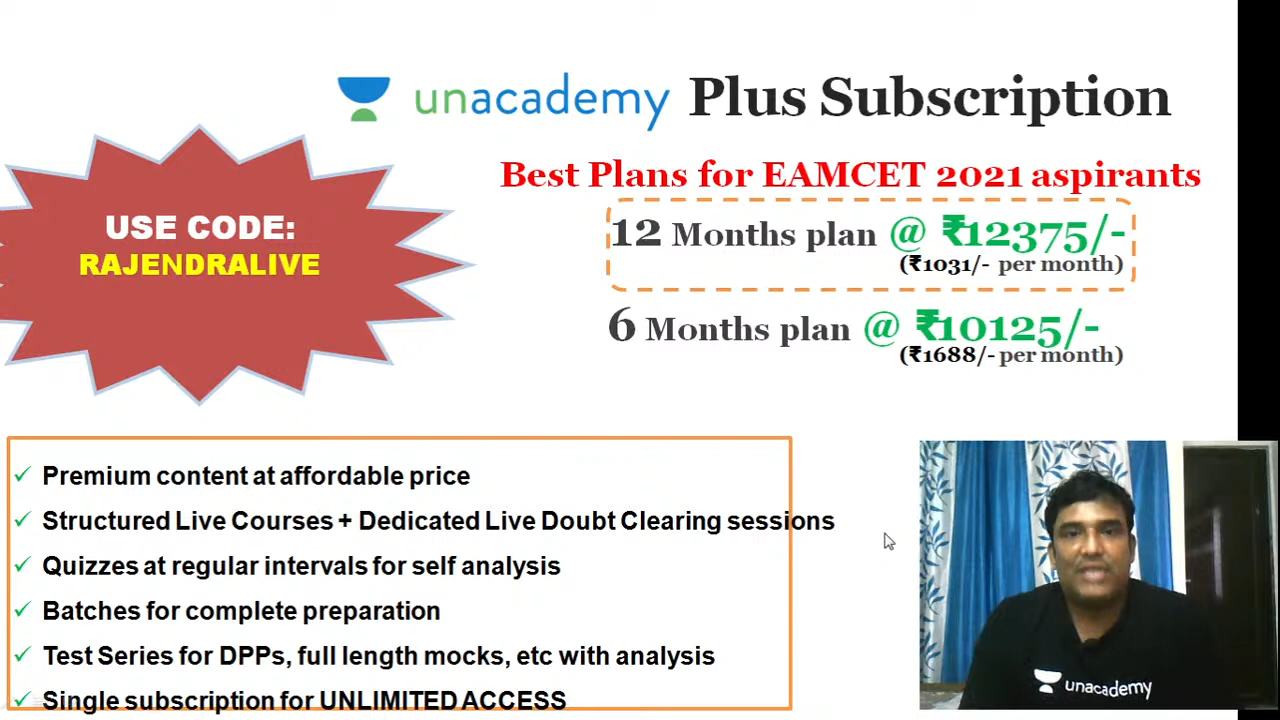 unacademy Plus Subscription
Best Plans for EAMCET 2021 aspirants
USE CODE:
RAJENDRALIVE
12 Months plan @ ₹12375/-
(₹1031/- per month)
6 Months plan @ ₹10125/-
(₹1688/- per month)
✓ Premium content at affordable price
✓ Structured Live Courses + Dedicated Live Doubt Clearing sessions
✓ Quizzes at regular intervals for self analysis
✓ Batches for complete preparation
✓ Test Series for DPPs, full length mocks, etc with analysis
✓ Single subscription for UNLIMITED ACCESS
unacademy